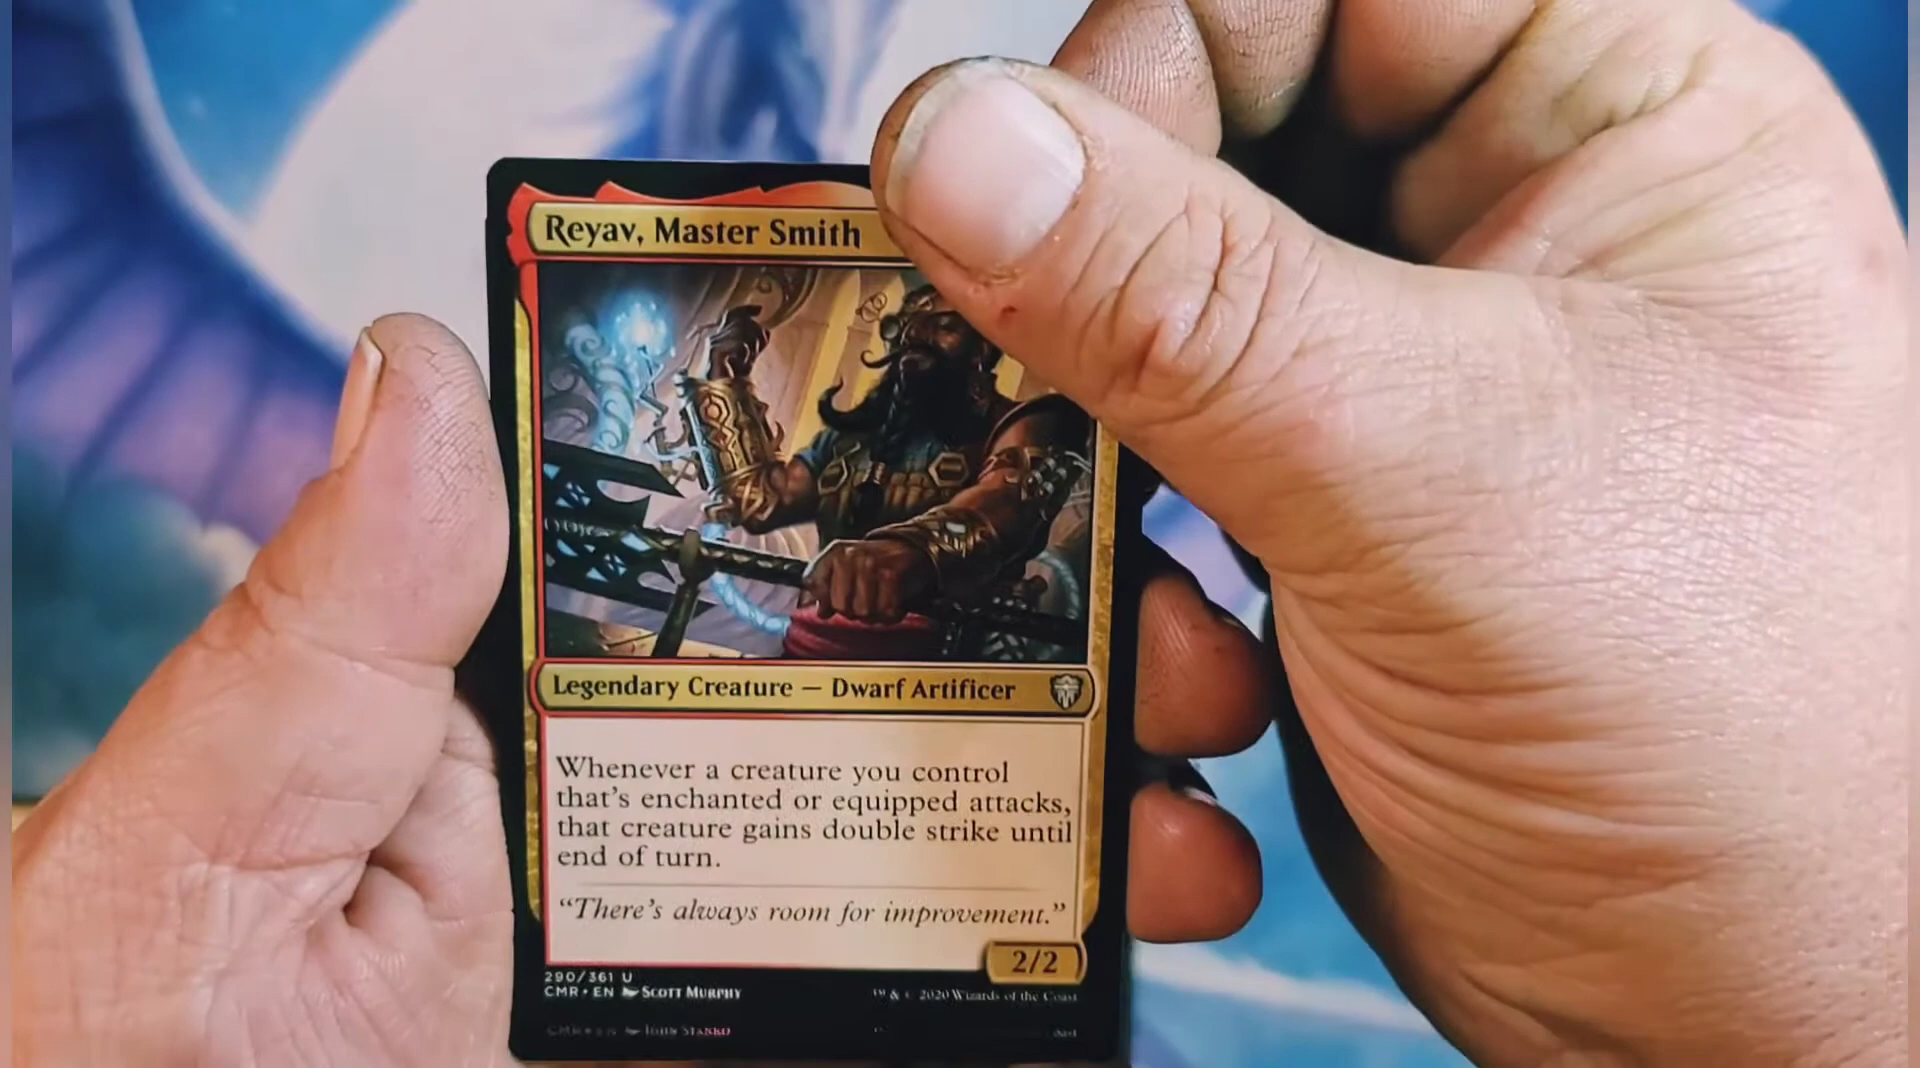 Reyav, Master Smith
Legendary Creature — Dwarf Artificer
Whenever a creature you control
that's enchanted or equipped attacks,
that creature gains double strike until
end of turn.
“There's always room for improvement.”
2/2
290/361 U
CMR • EN Scott Murphy
™ & © 2020 Wizards of the Coast
CMR • EN